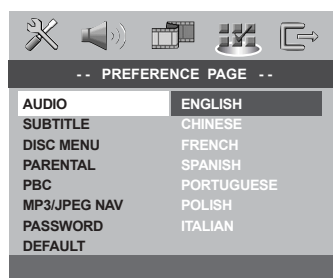 -- PREFERENCE PAGE --
AUDIO ENGLISH
SUBTITLE CHINESE
DISC MENU FRENCH
PARENTAL SPANISH
PBC PORTUGUESE
MP3/JPEG NAV POLISH
PASSWORD ITALIAN
DEFAULT